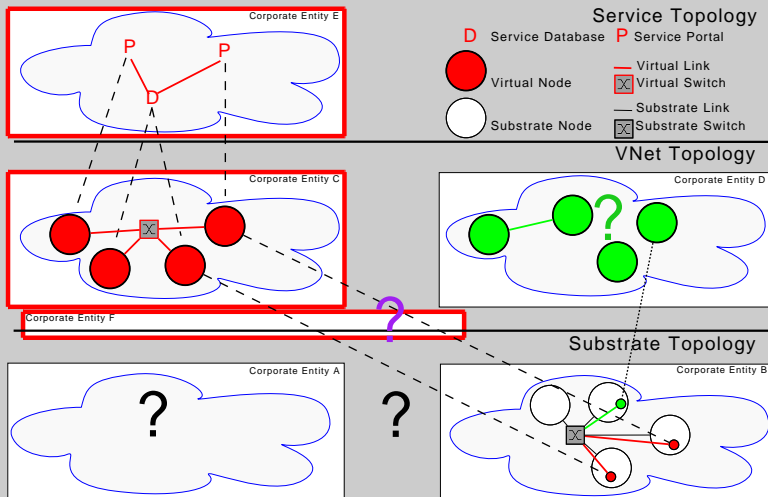 Corporate Entity E
Service Topology
D Service Database P Service Portal
P
P
D
Virtual Link
Virtual Node
Virtual Switch
Substrate Link
Substrate Node
Substrate Switch
VNet Topology
Corporate Entity C
Corporate Entity D
?
Corporate Entity F
?
Substrate Topology
Corporate Entity A
Corporate Entity B
?
?